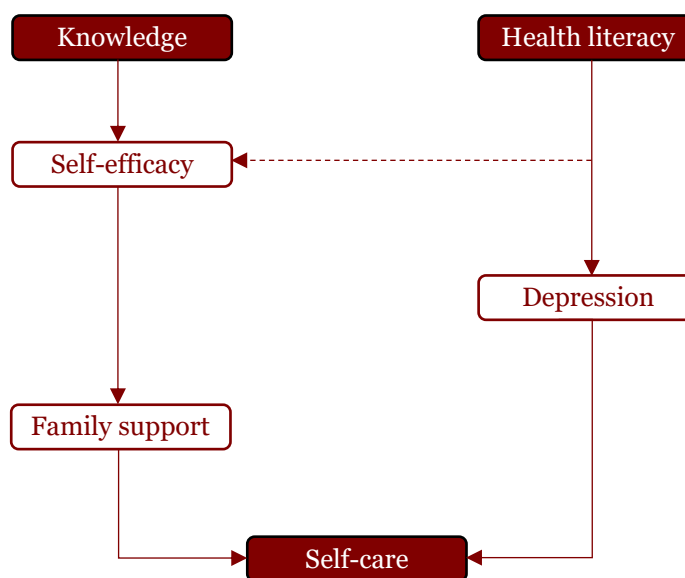 Knowledge
Health literacy
Self-efficacy
Depression
Family support
Self-care